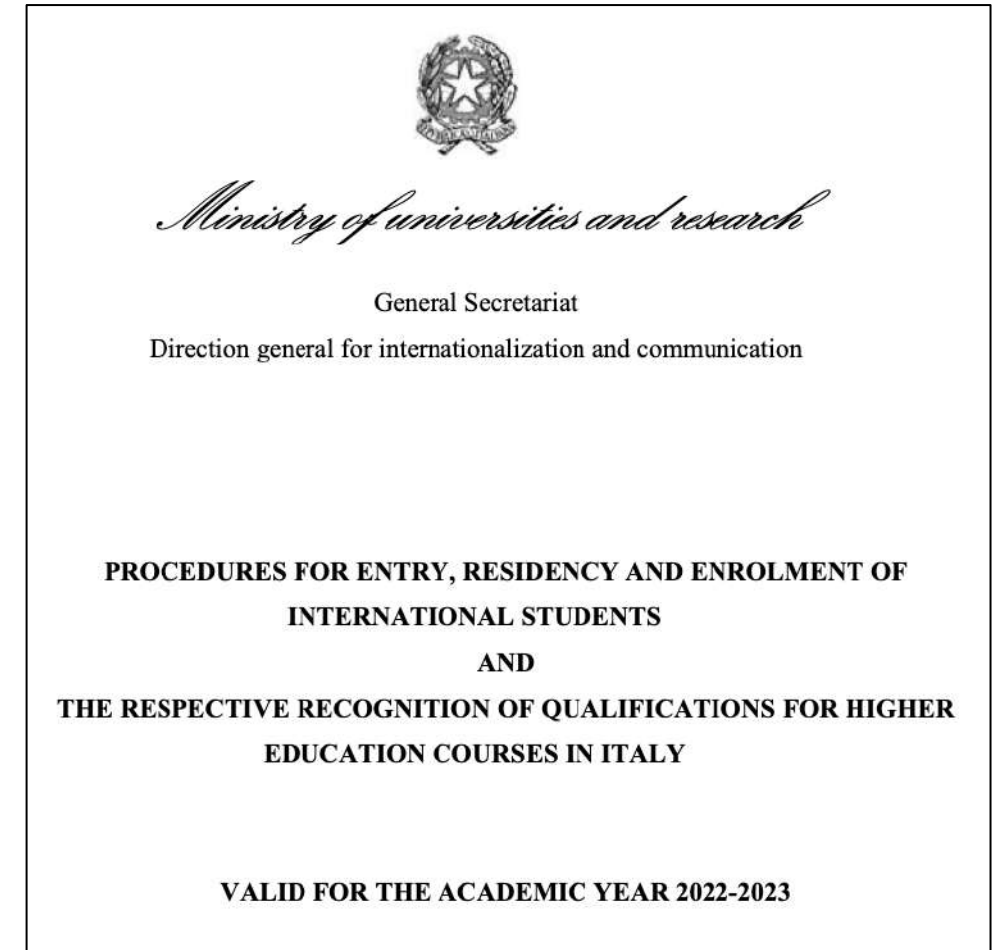 Ministry of universities and research
General Secretariat
Direction general for internationalization and communication
PROCEDURES FOR ENTRY, RESIDENCY AND ENROLMENT OF
INTERNATIONAL STUDENTS
AND
THE RESPECTIVE RECOGNITION OF QUALIFICATIONS FOR HIGHER
EDUCATION COURSES IN ITALY
VALID FOR THE ACADEMIC YEAR 2022-2023